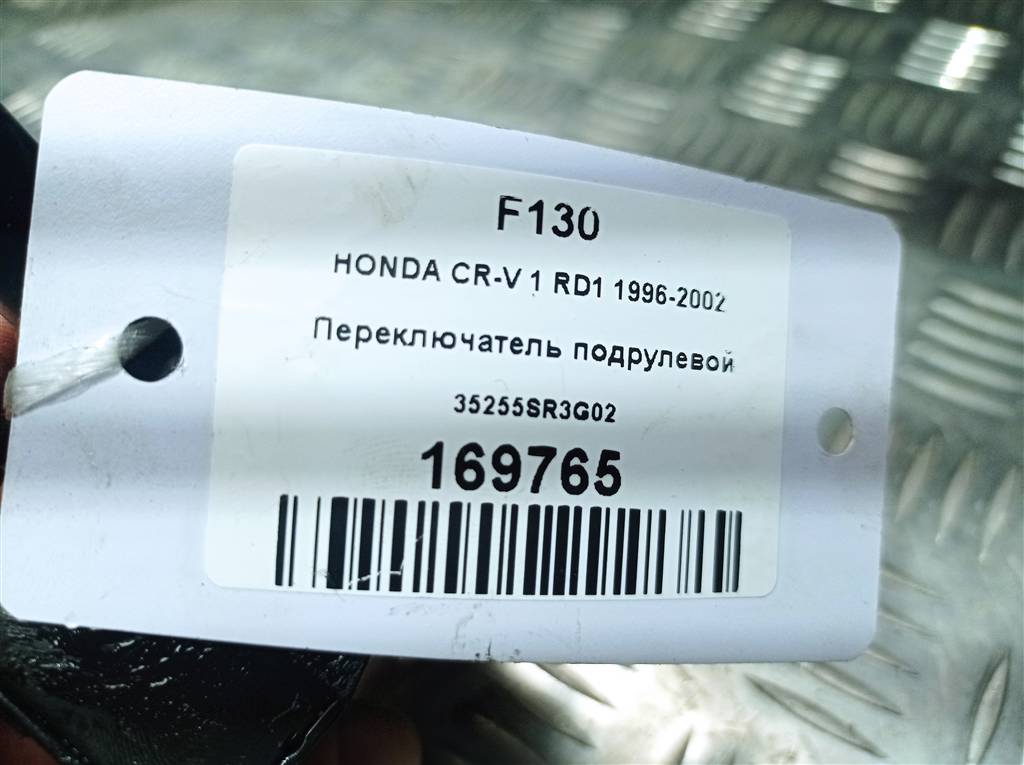 F130
HONDA CR-V 1 RD1 1996-2002
Переключатель подрулевой
35255SR3G02
169765